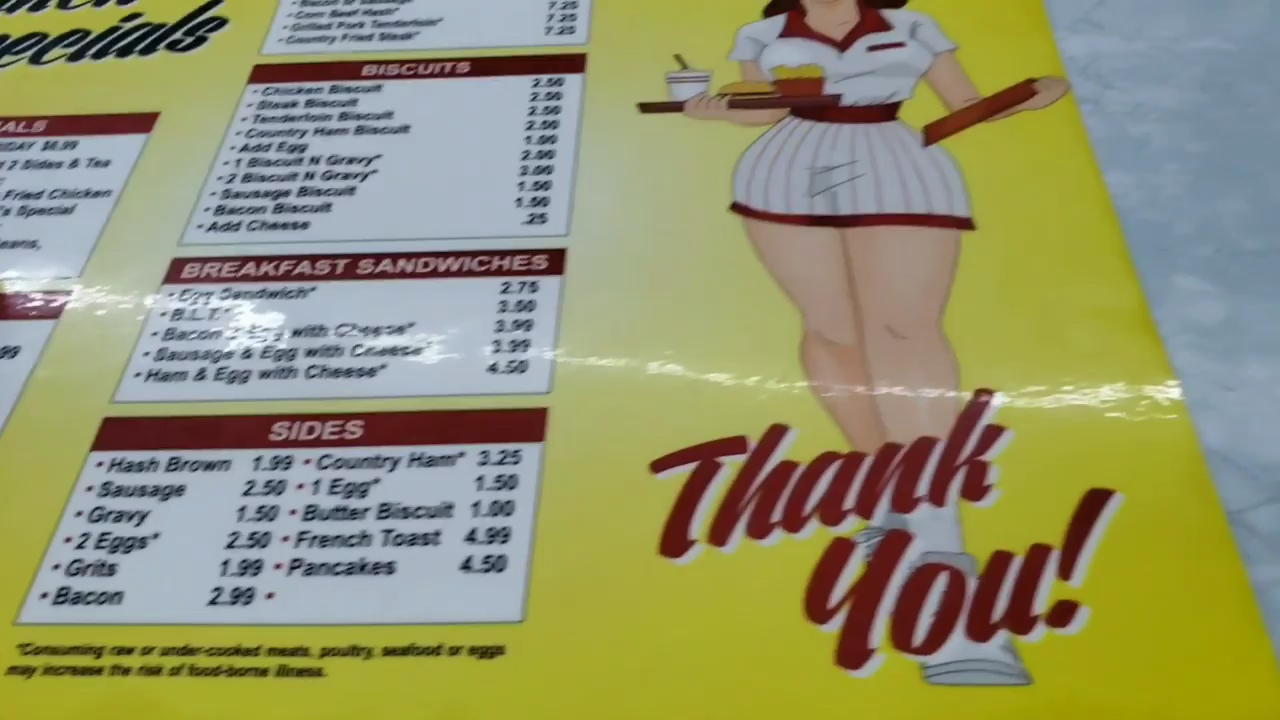 ecials
• Bacon or Sausage 7.25
• Corn Beef Hash*
• Grilled Pork Tenderloin* 7.25
• Country Fried Steak* 7.25
BISCUITS
• Chicken Biscuit 2.50
• Steak Biscuit 2.50
• Tenderloin Biscuit 2.50
• Country Ham Biscuit 2.50
• Add Egg 1.00
• 1 Biscuit N Gravy* 2.00
• 2 Biscuit N Gravy* 3.00
• Sausage Biscuit 1.50
• Bacon Biscuit 1.50
• Add Cheese .25
ALS
DAY $6.99
2 Sides & Tea
Fried Chicken
's Special
eans,
99
BREAKFAST SANDWICHES
• Egg Sandwich* 2.75
• B.L.T.* 3.50
• Bacon & Egg with Cheese* 3.99
• Sausage & Egg with Cheese* 3.99
• Ham & Egg with Cheese* 4.50
SIDES
• Hash Brown 1.99 • Country Ham* 3.25
• Sausage 2.50 • 1 Egg* 1.50
• Gravy 1.50 • Butter Biscuit 1.00
• 2 Eggs* 2.50 • French Toast 4.99
• Grits 1.99 • Pancakes 4.50
• Bacon 2.99 •
*Consuming raw or under-cooked meats, poultry, seafood or eggs
may increase the risk of food-borne illness.
Thank
You!